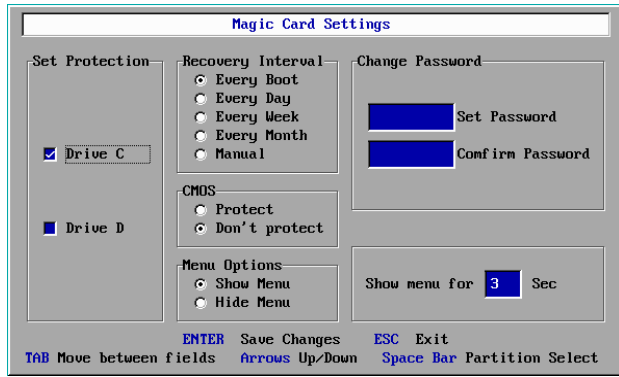 Magic Card Settings
Set Protection
Drive C
Drive D
Recovery Interval
Every Boot
Every Day
Every Week
Every Month
Manual
CMOS
Protect
Don't protect
Menu Options
Show Menu
Hide Menu
Change Password
Set Password
Comfirm Password
Show menu for 3 Sec
ENTER Save Changes ESC Exit
TAB Move between fields Arrows Up/Down Space Bar Partition Select